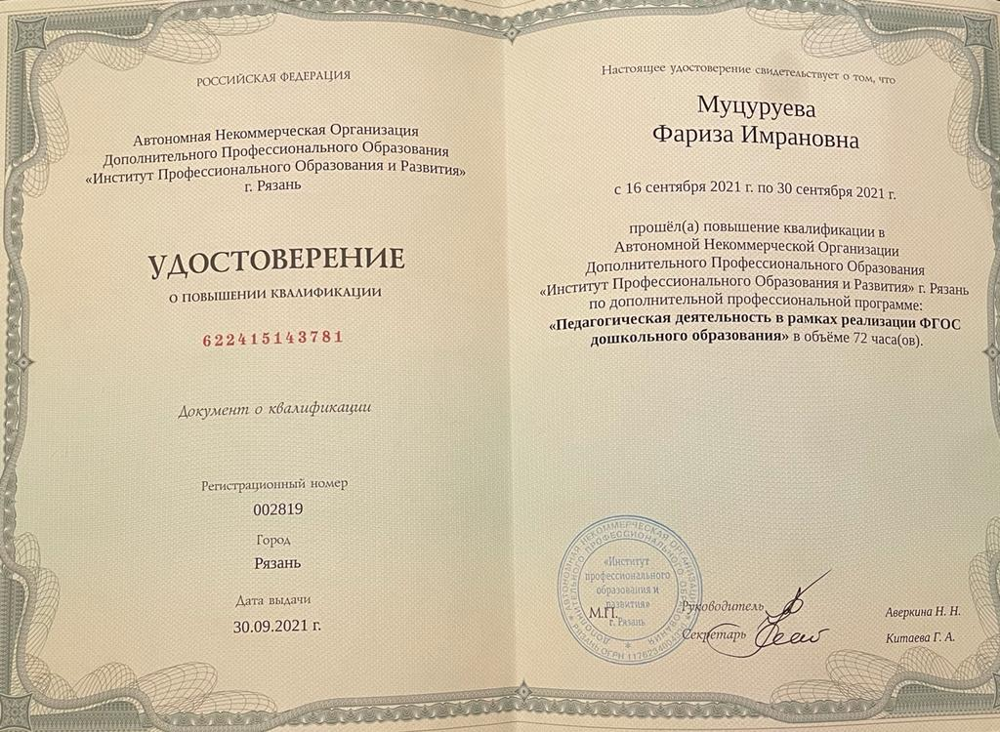 РОССИЙСКАЯ ФЕДЕРАЦИЯ
Автономная Некоммерческая Организация
Дополнительного Профессионального Образования
«Институт Профессионального Образования и Развития»
г. Рязань
УДОСТОВЕРЕНИЕ
О ПОВЫШЕНИИ КВАЛИФИКАЦИИ
622415143781
Документ о квалификации
Регистрационный номер
002819
Город
Рязань
Дата выдачи
30.09.2021 г.
Настоящее удостоверение свидетельствует о том, что
Муцуруева
Фариза Имрановна
с 16 сентября 2021 г. по 30 сентября 2021 г.
прошёл(а) повышение квалификации в
Автономной Некоммерческой Организации
Дополнительного Профессионального Образования
«Институт Профессионального Образования и Развития» г. Рязань
по дополнительной профессиональной программе:
«Педагогическая деятельность в рамках реализации ФГОС
дошкольного образования» в объёме 72 часа(ов).
АВТОНОМНАЯ НЕКОММЕРЧЕСКАЯ ОРГАНИЗАЦИЯ
ДОПОЛНИТЕЛЬНОГО ПРОФЕССИОНАЛЬНОГО ОБРАЗОВАНИЯ
«Институт
профессионального
образования и
развития»
г. Рязань
М.П.
Руководитель
Аверкина Н. Н.
Секретарь
Китаева Г. А.